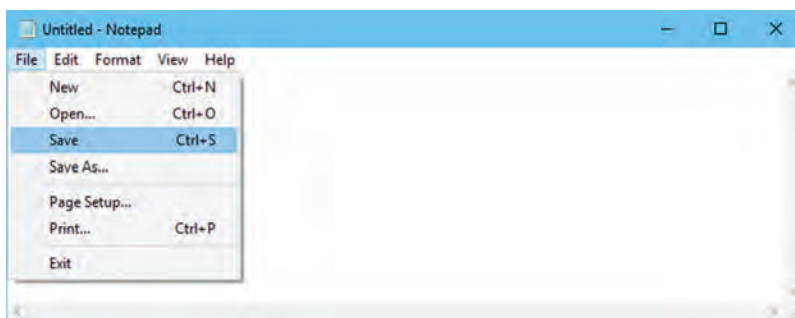 Untitled - Notepad
File Edit Format View Help
New Ctrl+N
Open... Ctrl+O
Save Ctrl+S
Save As...
Page Setup...
Print... Ctrl+P
Exit